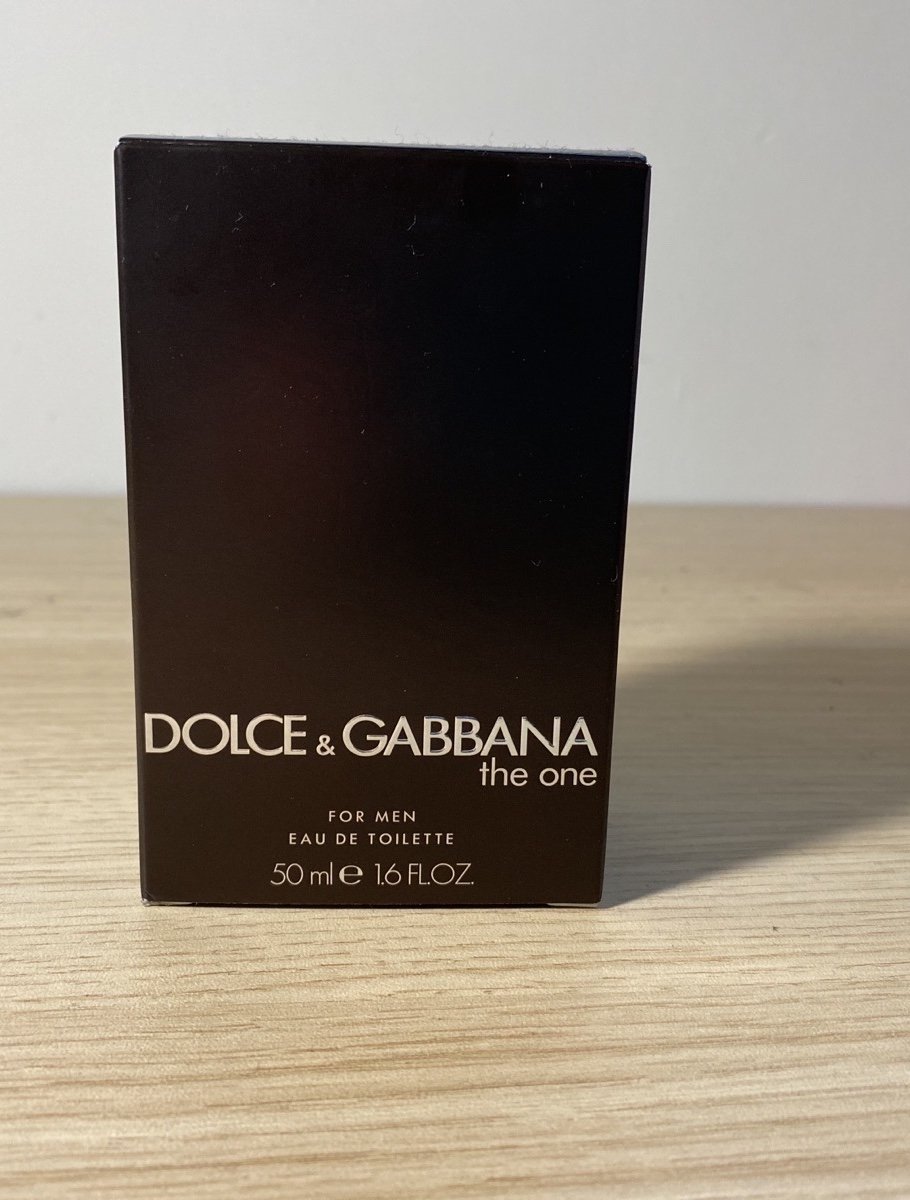 DOLCE & GABBANA
the one
FOR MEN
EAU DE TOILETTE
50 ml ℮ 1.6 FL.OZ.